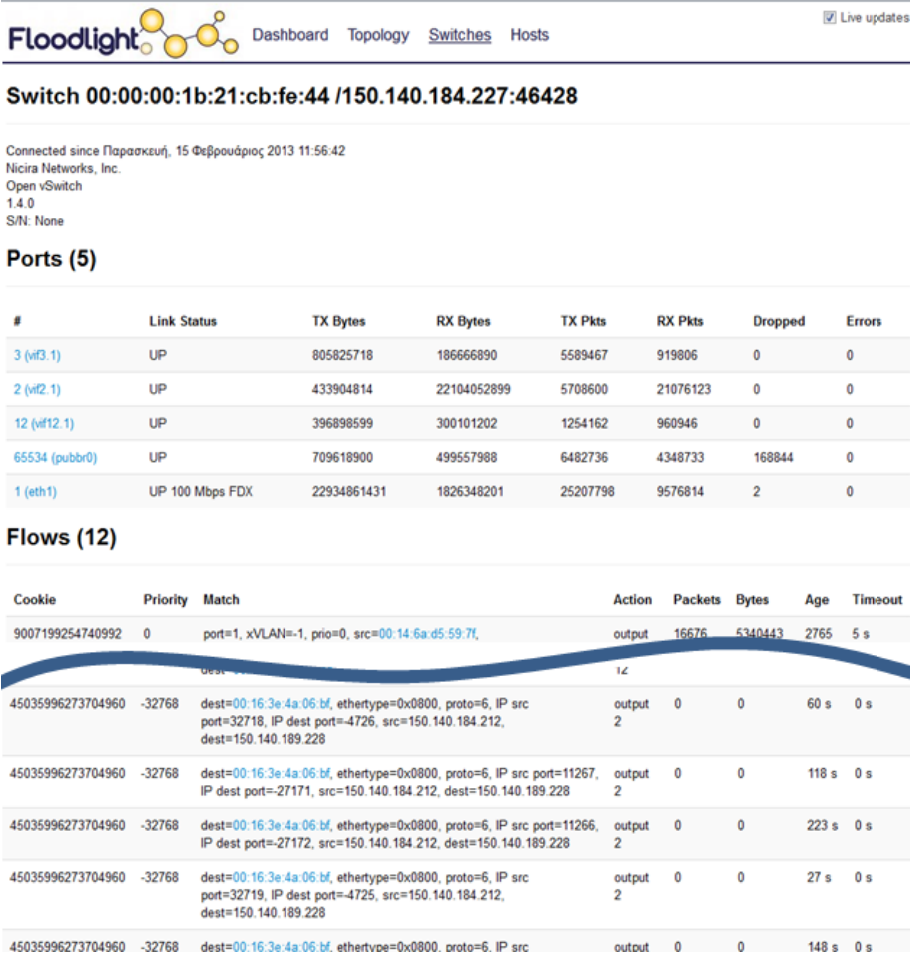 Floodlight Dashboard Topology Switches Hosts Live updates
Switch 00:00:00:1b:21:cb:fe:44 /150.140.184.227:46428
Connected since Παρασκευή, 15 Φεβρουάριος 2013 11:56:42
Nicira Networks, Inc.
Open vSwitch
1.4.0
S/N: None
Ports (5)
# Link Status TX Bytes RX Bytes TX Pkts RX Pkts Dropped Errors
3 (vif3.1) UP 805825718 186666890 5589467 919806 0 0
2 (vif2.1) UP 433904814 22104052899 5708600 21076123 0 0
12 (vif12.1) UP 396898599 300101202 1254162 960946 0 0
65534 (pubbr0) UP 709618900 499557988 6482736 4348733 168844 0
1 (eth1) UP 100 Mbps FDX 22934861431 1826348201 25207798 9576814 2 0
Flows (12)
Cookie Priority Match Action Packets Bytes Age Timeout
9007199254740992 0 port=1, xVLAN=-1, prio=0, src=00:14:6a:d5:59:7f, output 16676 5340443 2765 5 s
12
45035996273704960 -32768 dest=00:16:3e:4a:06:bf, ethertype=0x0800, proto=6, IP src output 0 0 60 s 0 s
port=32718, IP dest port=-4726, src=150.140.184.212, 2
dest=150.140.189.228
45035996273704960 -32768 dest=00:16:3e:4a:06:bf, ethertype=0x0800, proto=6, IP src port=11267, output 0 0 118 s 0 s
IP dest port=-27171, src=150.140.184.212, dest=150.140.189.228 2
45035996273704960 -32768 dest=00:16:3e:4a:06:bf, ethertype=0x0800, proto=6, IP src port=11266, output 0 0 223 s 0 s
IP dest port=-27172, src=150.140.184.212, dest=150.140.189.228 2
45035996273704960 -32768 dest=00:16:3e:4a:06:bf, ethertype=0x0800, proto=6, IP src output 0 0 27 s 0 s
port=32719, IP dest port=-4725, src=150.140.184.212, 2
dest=150.140.189.228
45035996273704960 -32768 dest=00:16:3e:4a:06:bf, ethertype=0x0800, proto=6, IP src output 0 0 148 s 0 s